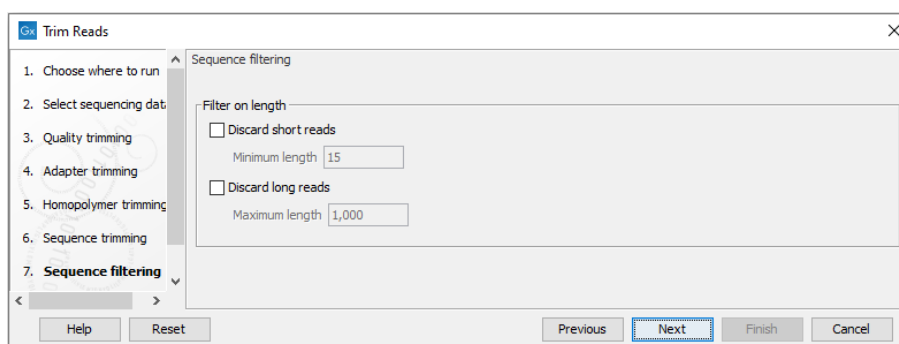 Gx Trim Reads
1. Choose where to run
2. Select sequencing data
3. Quality trimming
4. Adapter trimming
5. Homopolymer trimming
6. Sequence trimming
7. Sequence filtering
Sequence filtering
Filter on length
Discard short reads
Minimum length 15
Discard long reads
Maximum length 1,000
Help Reset Previous Next Finish Cancel